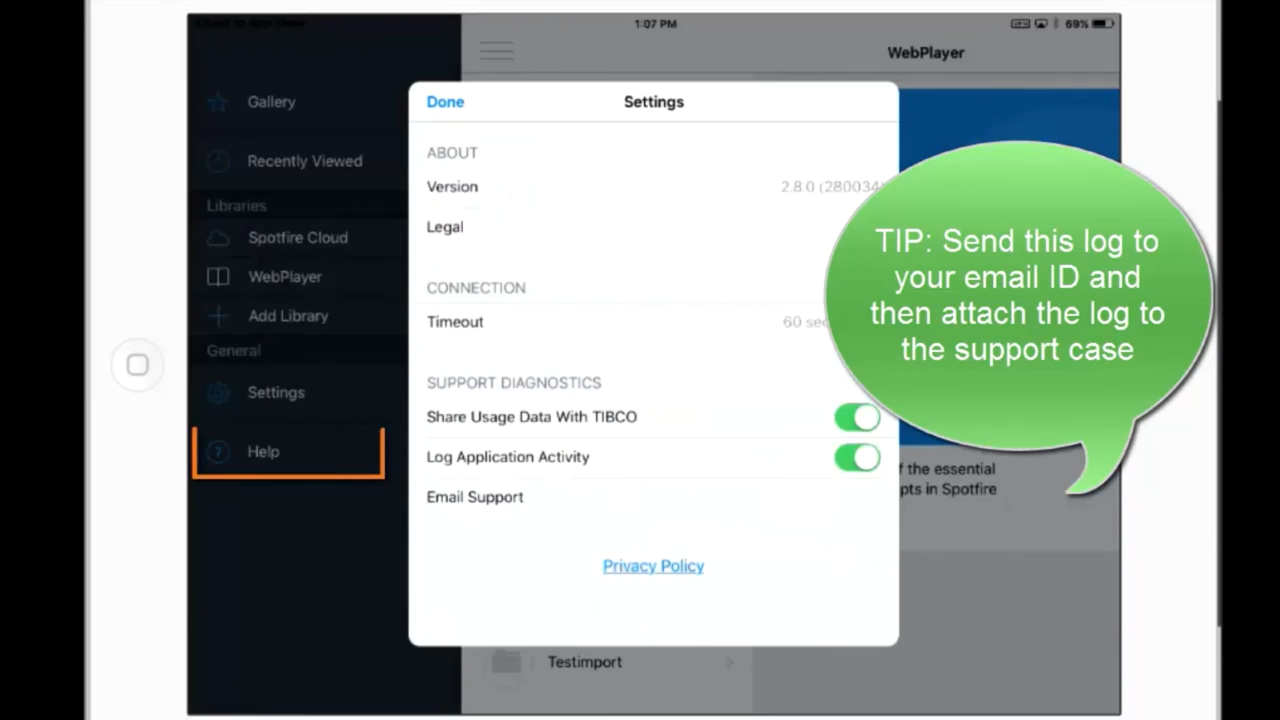 1:07 PM
69%
WebPlayer
Gallery
Recently Viewed
Libraries
Spotfire Cloud
WebPlayer
Add Library
General
Settings
Help
Done
Settings
ABOUT
Version
2.8.0 (280034
Legal
CONNECTION
Timeout
60 sec
SUPPORT DIAGNOSTICS
Share Usage Data With TIBCO
Log Application Activity
Email Support
Privacy Policy
TIP: Send this log to
your email ID and
then attach the log to
the support case
f the essential
pts in Spotfire
Testimport